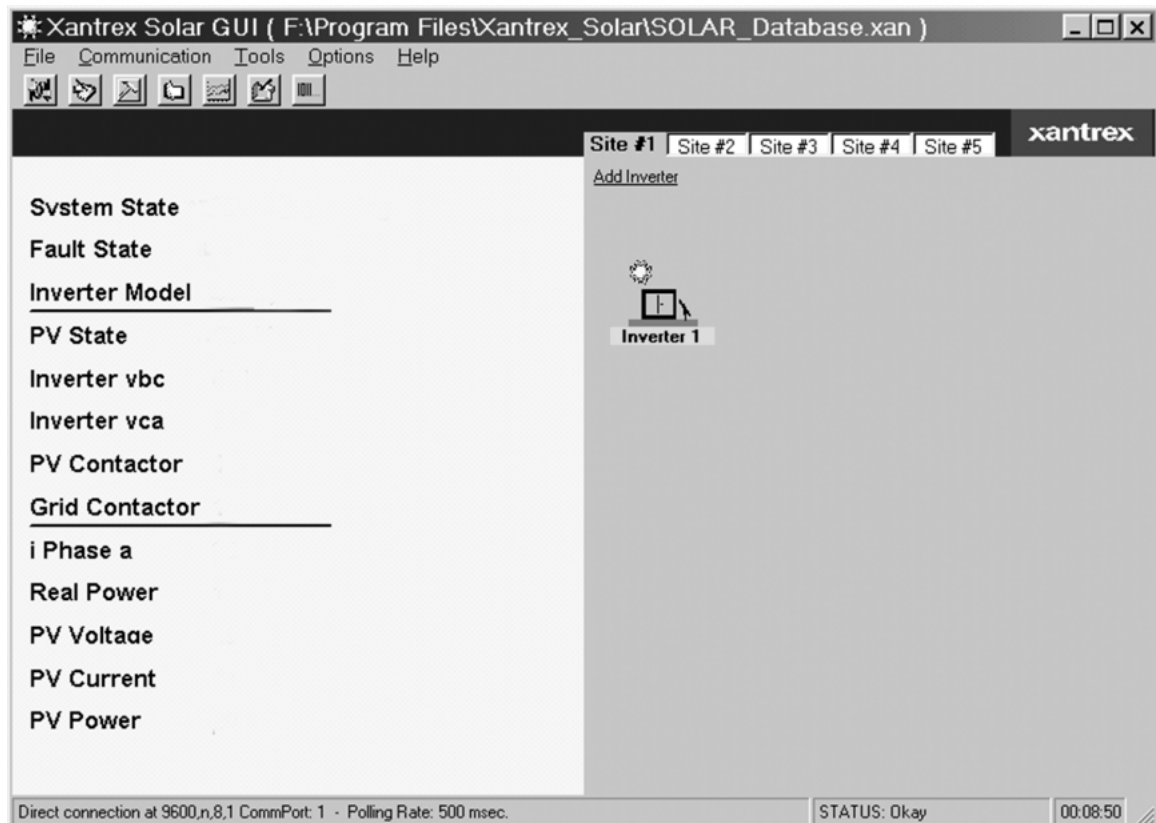 Xantrex Solar GUI ( F:\Program Files\Xantrex_Solar\SOLAR_Database.xan )
File Communication Tools Options Help
xantrex
Site #1 Site #2 Site #3 Site #4 Site #5
Add Inverter
System State
Fault State
Inverter Model
PV State
Inverter vbc
Inverter vca
PV Contactor
Grid Contactor
i Phase a
Real Power
PV Voltage
PV Current
PV Power
Inverter 1
Direct connection at 9600,n,8,1 CommPort: 1 - Polling Rate: 500 msec.
STATUS: Okay
00:08:50